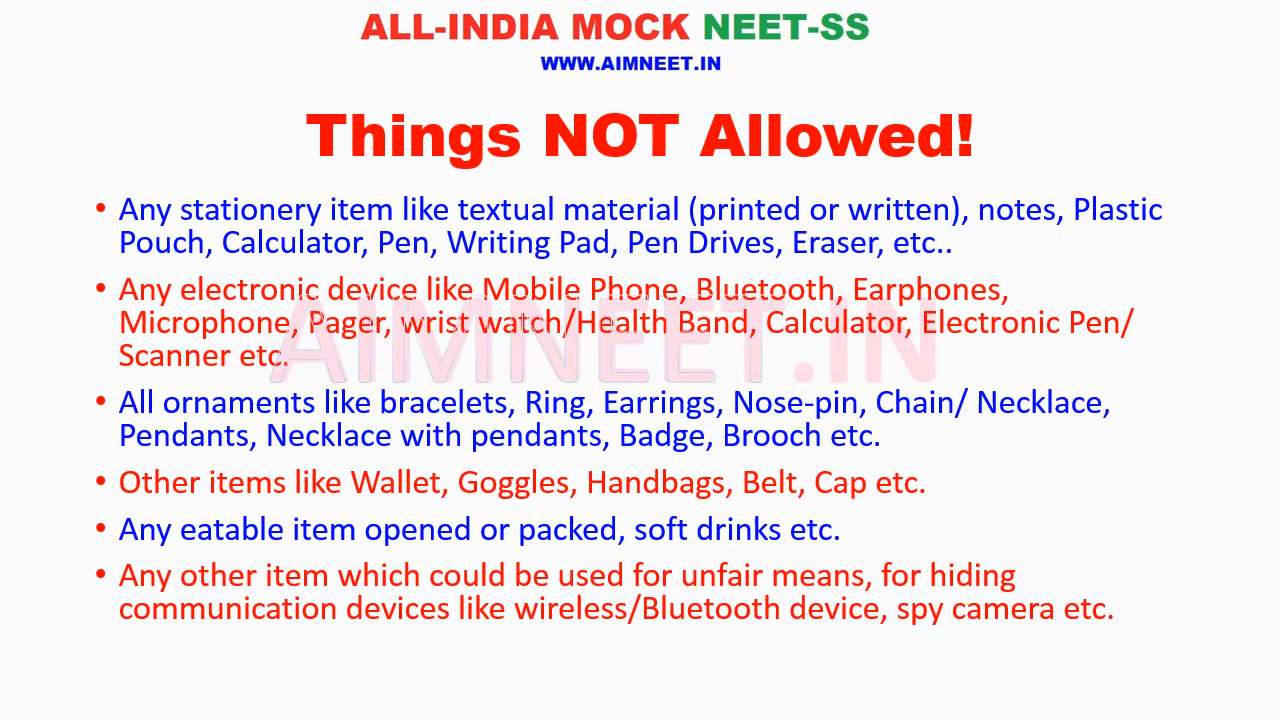 ALL-INDIA MOCK NEET-SS
WWW.AIMNEET.IN
Things NOT Allowed!
• Any stationery item like textual material (printed or written), notes, Plastic
Pouch, Calculator, Pen, Writing Pad, Pen Drives, Eraser, etc..
• Any electronic device like Mobile Phone, Bluetooth, Earphones,
Microphone, Pager, wrist watch/Health Band, Calculator, Electronic Pen/
Scanner etc.
AIMNEET.IN
• All ornaments like bracelets, Ring, Earrings, Nose-pin, Chain/ Necklace,
Pendants, Necklace with pendants, Badge, Brooch etc.
• Other items like Wallet, Goggles, Handbags, Belt, Cap etc.
• Any eatable item opened or packed, soft drinks etc.
• Any other item which could be used for unfair means, for hiding
communication devices like wireless/Bluetooth device, spy camera etc.